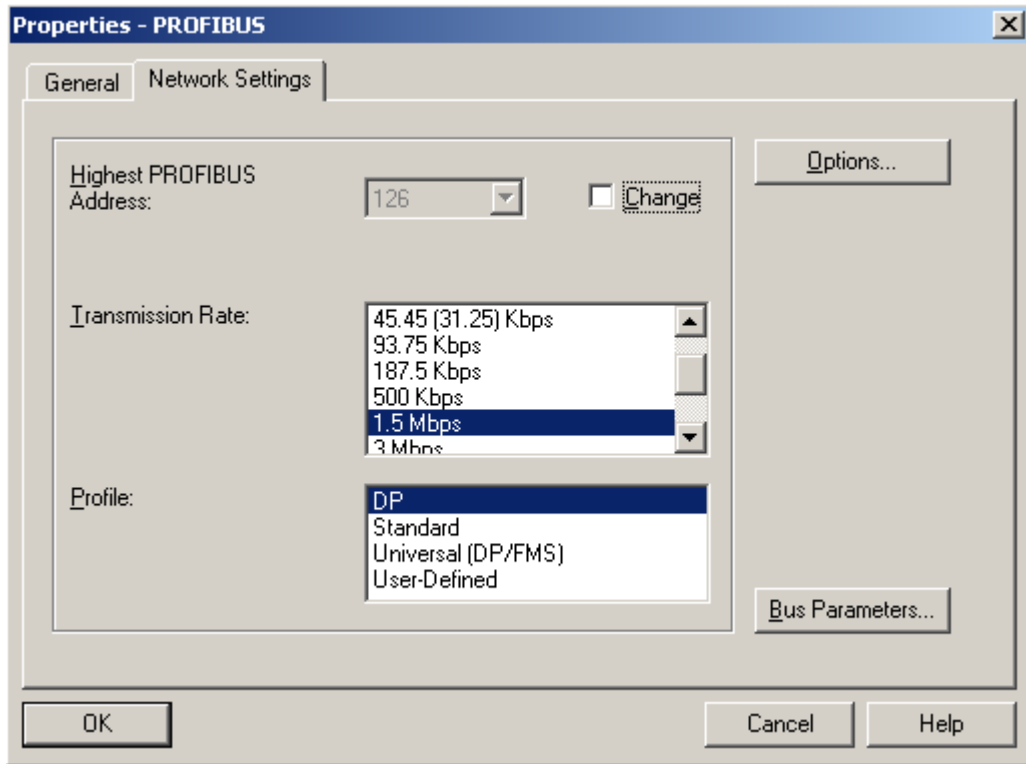 Properties - PROFIBUS
General
Network Settings
Highest PROFIBUS
Address:
126
Change
Options...
Transmission Rate:
45.45 (31.25) Kbps
93.75 Kbps
187.5 Kbps
500 Kbps
1.5 Mbps
3 Mbps
Profile:
DP
Standard
Universal (DP/FMS)
User-Defined
Bus Parameters...
OK
Cancel
Help